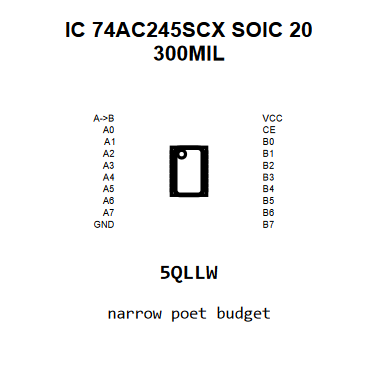 IC 74AC245SCX SOIC 20
300MIL
A->B VCC
A0 CE
A1 B0
A2 B1
A3 B2
A4 B3
A5 B4
A6 B5
A7 B6
GND B7
5QLLW
narrow poet budget